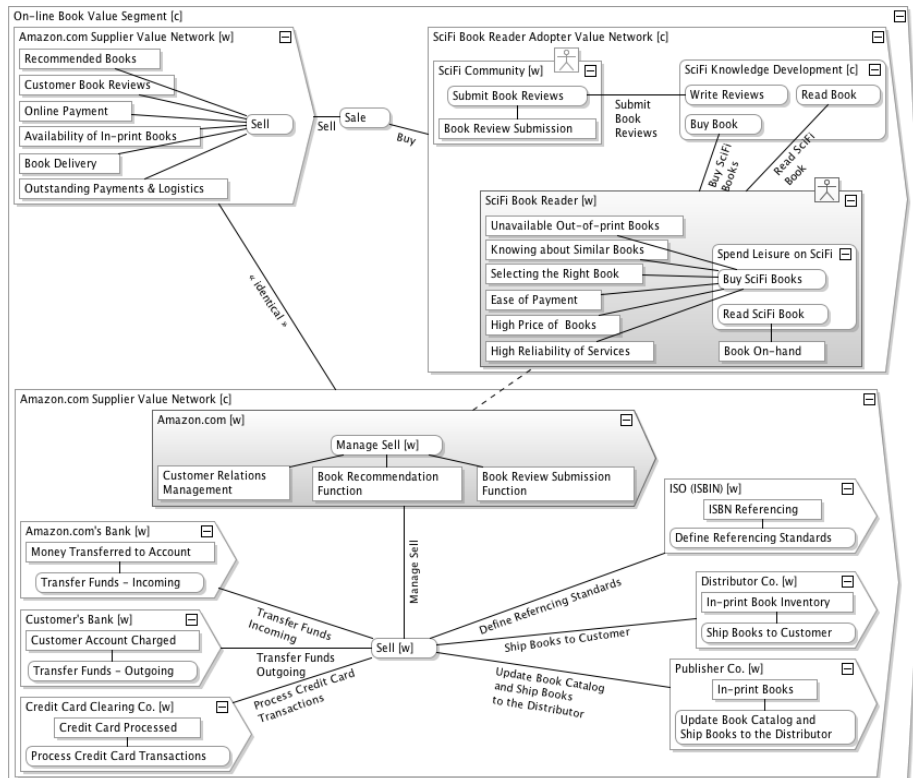 On-line Book Value Segment [c]
Amazon.com Supplier Value Network [w]
Recommended Books
Customer Book Reviews
Online Payment
Availability of In-print Books
Book Delivery
Outstanding Payments & Logistics
Sell
Sell
Sale
Buy
SciFi Book Reader Adopter Value Network [c]
SciFi Community [w]
Submit Book Reviews
Book Review Submission
Submit
Book
Reviews
SciFi Knowledge Development [c]
Write Reviews
Read Book
Buy Book
Buy SciFi
Books
Read SciFi
Book
SciFi Book Reader [w]
Unavailable Out-of-print Books
Knowing about Similar Books
Selecting the Right Book
Ease of Payment
High Price of Books
High Reliability of Services
Spend Leisure on SciFi
Buy SciFi Books
Read SciFi Book
Book On-hand
« identical »
Amazon.com Supplier Value Network [c]
Amazon.com [w]
Manage Sell [w]
Customer Relations
Management
Book Recommendation
Function
Book Review Submission
Function
Manage Sell
Amazon.com's Bank [w]
Money Transferred to Account
Transfer Funds - Incoming
Transfer Funds
Incoming
Customer's Bank [w]
Customer Account Charged
Transfer Funds - Outgoing
Transfer Funds
Outgoing
Credit Card Clearing Co. [w]
Credit Card Processed
Process Credit Card Transactions
Process Credit Card
Transactions
Sell [w]
ISO (ISBIN) [w]
ISBN Referencing
Define Referencing Standards
Define Referncing Standards
Distributor Co. [w]
In-print Book Inventory
Ship Books to Customer
Ship Books to Customer
Publisher Co. [w]
In-print Books
Update Book Catalog and
Ship Books to the Distributor
Update Book Catalog
and Ship Books
to the Distributor